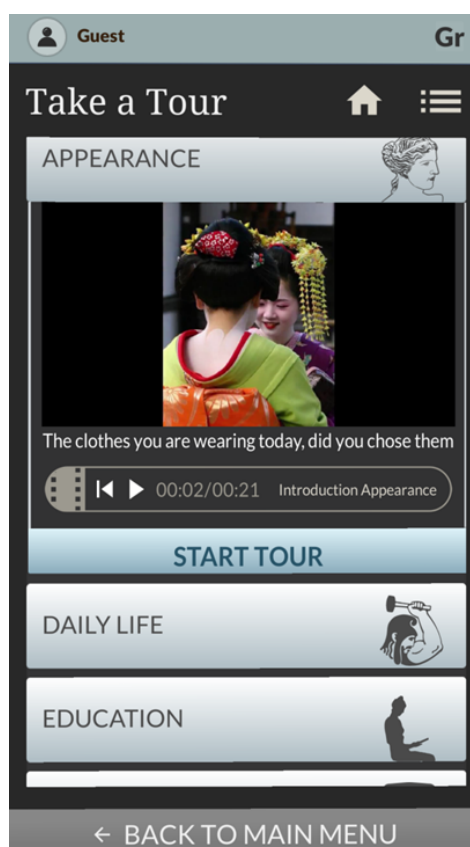 Guest
Gr
Take a Tour
APPEARANCE
The clothes you are wearing today, did you chose them
00:02/00:21 Introduction Appearance
START TOUR
DAILY LIFE
EDUCATION
← BACK TO MAIN MENU